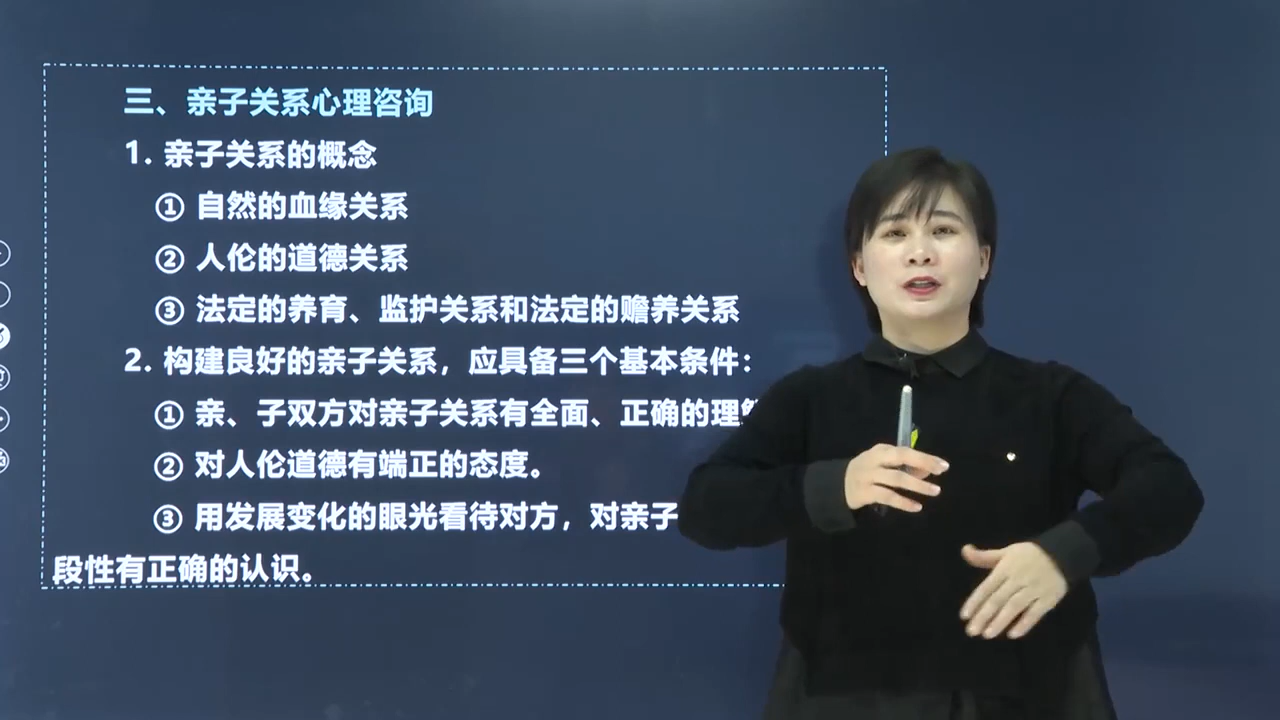 三、亲子关系心理咨询
1. 亲子关系的概念
① 自然的血缘关系
② 人伦的道德关系
③ 法定的养育、监护关系和法定的赡养关系
2. 构建良好的亲子关系，应具备三个基本条件：
① 亲、子双方对亲子关系有全面、正确的理
② 对人伦道德有端正的态度。
③ 用发展变化的眼光看待对方，对亲子
段性有正确的认识。